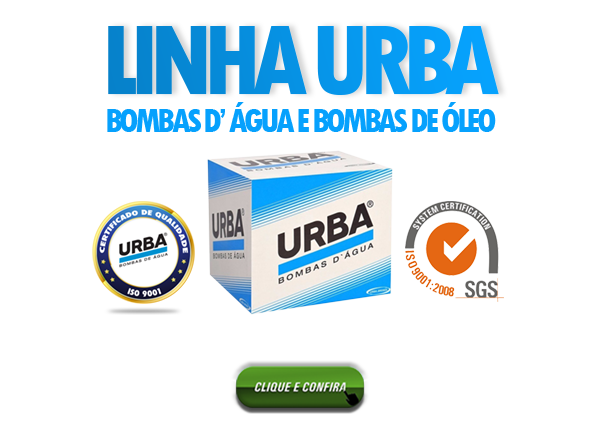 LINHA URBA
BOMBAS D' ÁGUA E BOMBAS DE ÓLEO
CERTIFICADO DE QUALIDADE
URBA®
BOMBAS DE ÁGUA
ISO 9001
URBA®
BOMBAS D'ÁGUA
URBA®
BOMBAS D'ÁGUA
SYSTEM CERTIFICATION
ISO 9001:2008
SGS
CLIQUE E CONFIRA